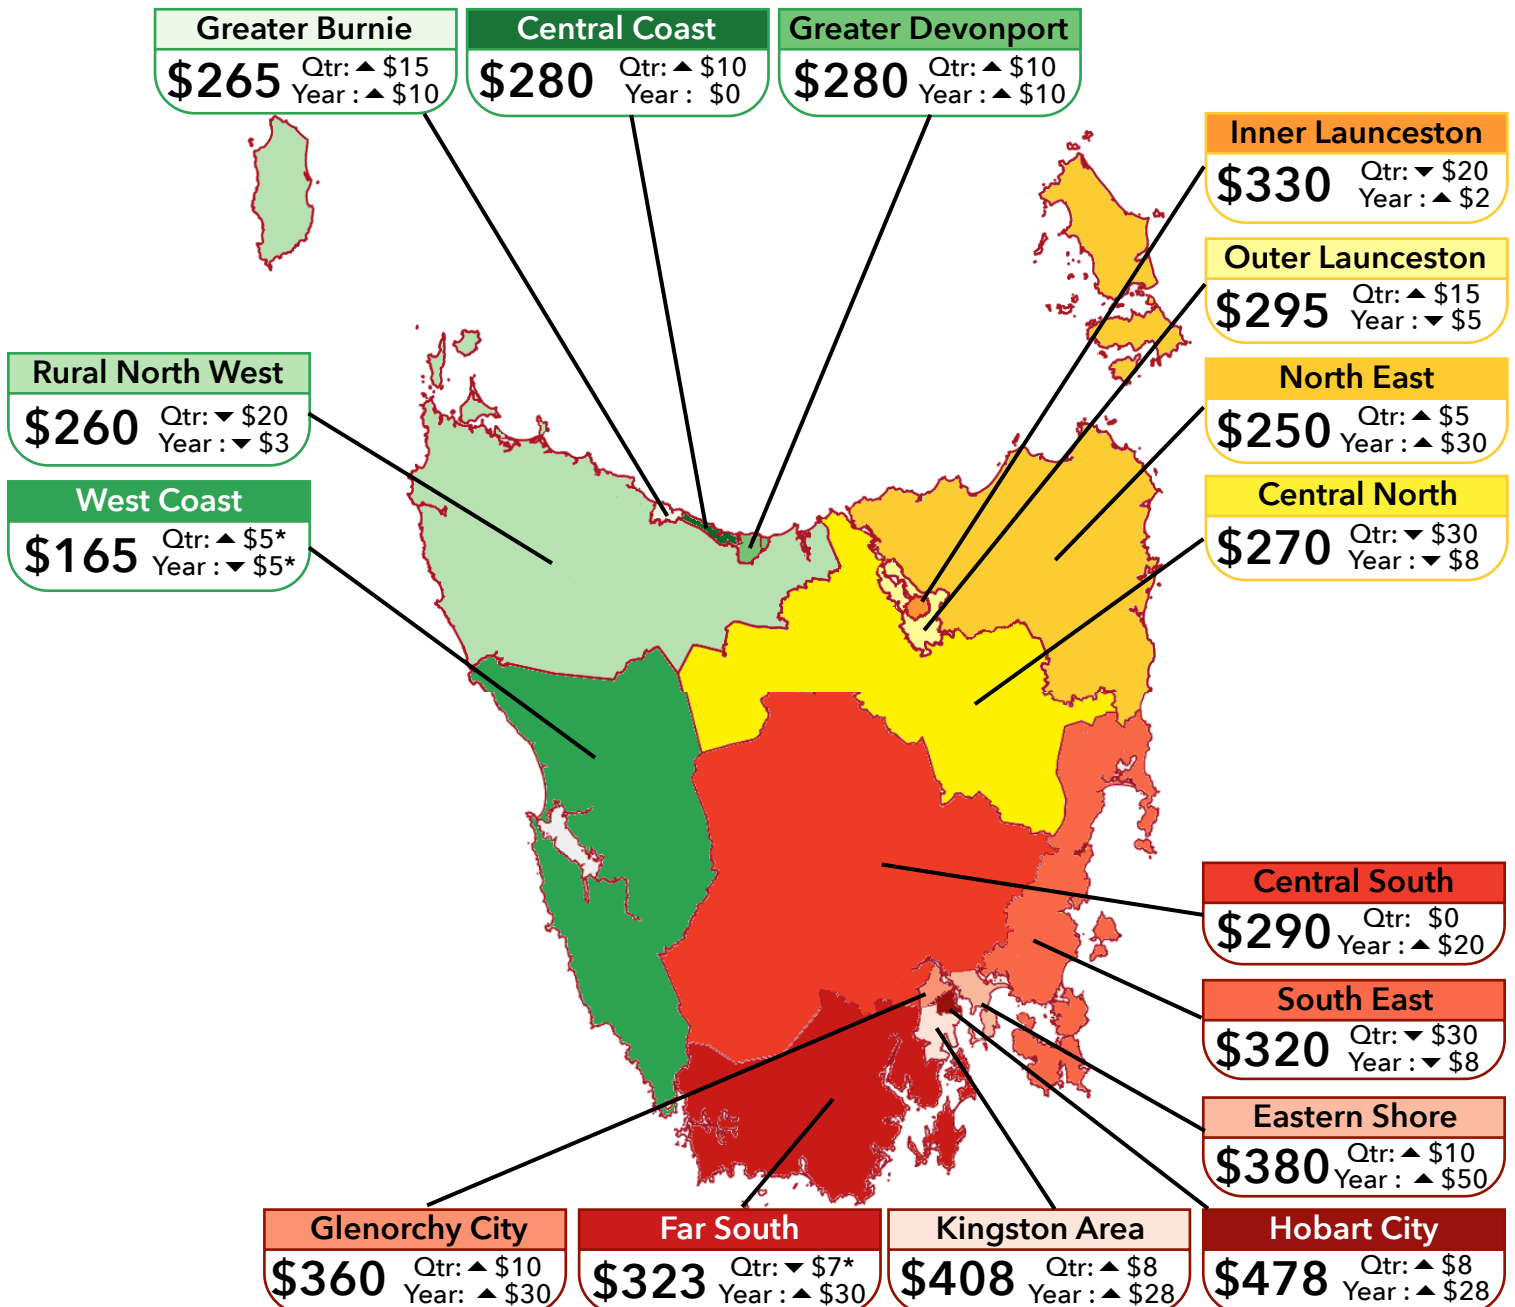 Greater Burnie
$265 Qtr: ▲ $15
Year : ▲ $10
Central Coast
$280 Qtr: ▲ $10
Year : $0
Greater Devonport
$280 Qtr: ▲ $10
Year : ▲ $10
Inner Launceston
$330 Qtr: ▼ $20
Year : ▲ $2
Outer Launceston
$295 Qtr: ▲ $15
Year : ▼ $5
Rural North West
$260 Qtr: ▼ $20
Year : ▼ $3
North East
$250 Qtr: ▲ $5
Year : ▲ $30
West Coast
$165 Qtr: ▲ $5*
Year : ▼ $5*
Central North
$270 Qtr: ▼ $30
Year : ▼ $8
Central South
$290 Qtr: $0
Year : ▲ $20
South East
$320 Qtr: ▼ $30
Year : ▼ $8
Eastern Shore
$380 Qtr: ▲ $10
Year : ▲ $50
Glenorchy City
$360 Qtr: ▲ $10
Year: ▲ $30
Far South
$323 Qtr: ▼ $7*
Year : ▲ $30
Kingston Area
$408 Qtr: ▲ $8
Year : ▲ $28
Hobart City
$478 Qtr: ▲ $8
Year : ▲ $28